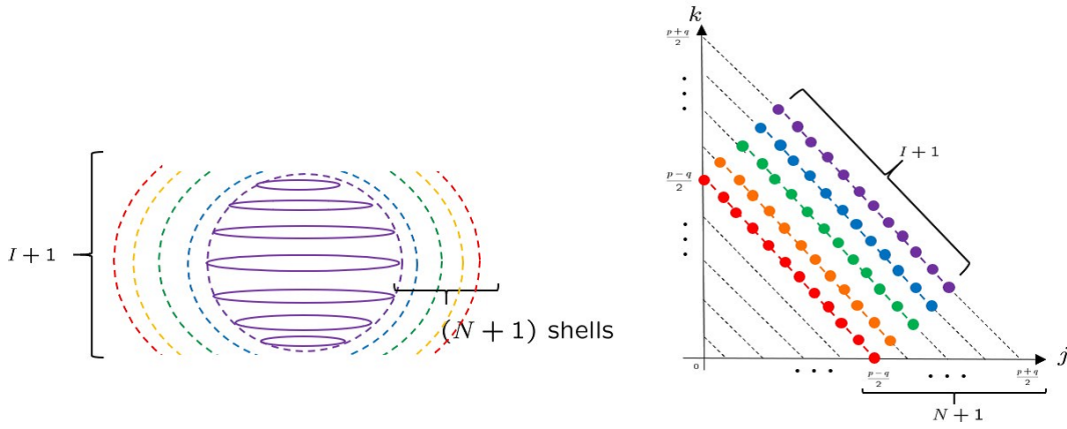 I + 1
(N + 1) shells
k
p+q
2
p−q
2
I + 1
0
p−q
2
p+q
2
j
N + 1